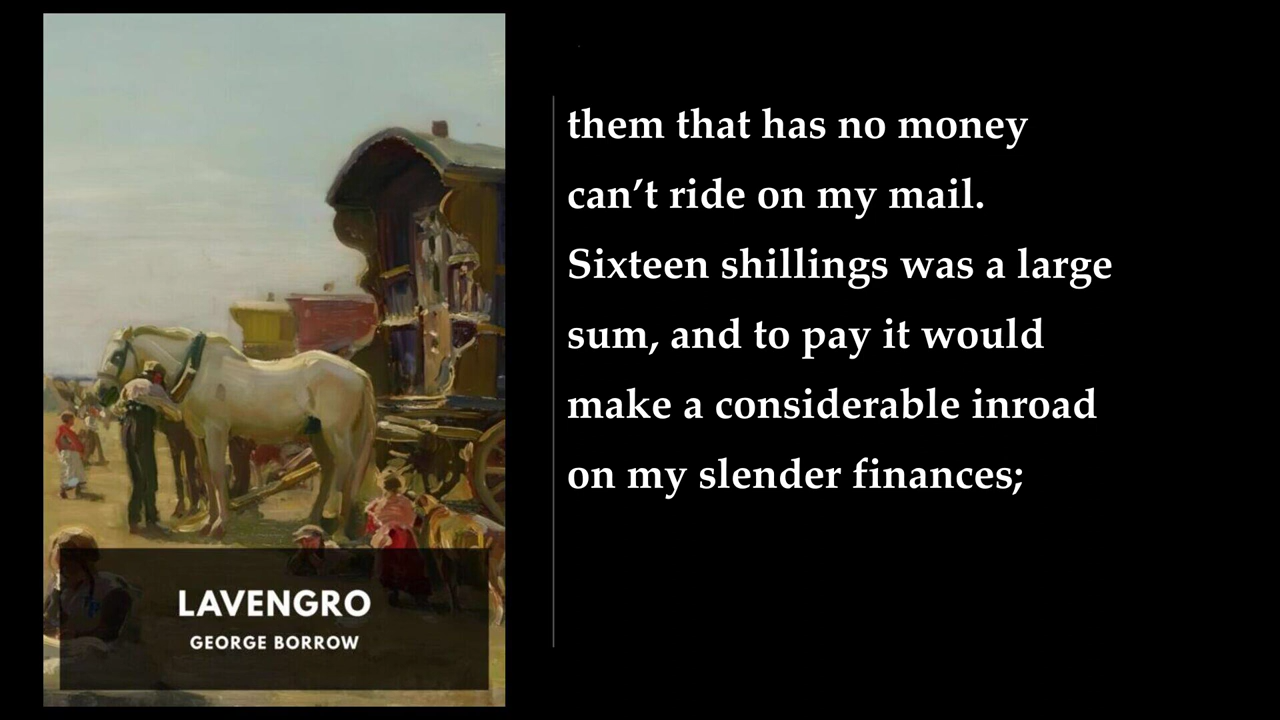 LAVENGRO
GEORGE BORROW
them that has no money
can’t ride on my mail.
Sixteen shillings was a large
sum, and to pay it would
make a considerable inroad
on my slender finances;